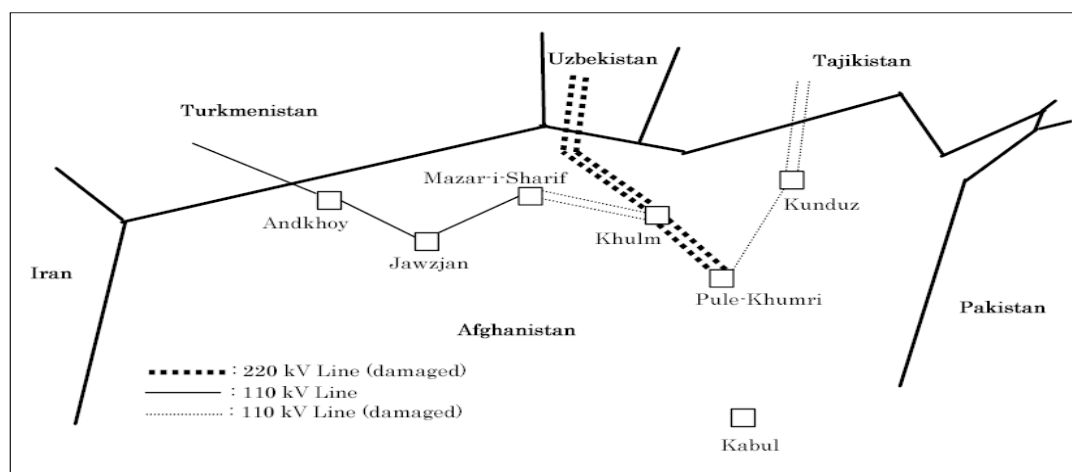 Uzbekistan
Tajikistan
Turkmenistan
Mazar-i-Sharif
Andkhoy
Kunduz
Khulm
Jawzjan
Iran
Pule-Khumri
Pakistan
Afghanistan
: 220 kV Line (damaged)
: 110 kV Line
: 110 kV Line (damaged)
Kabul